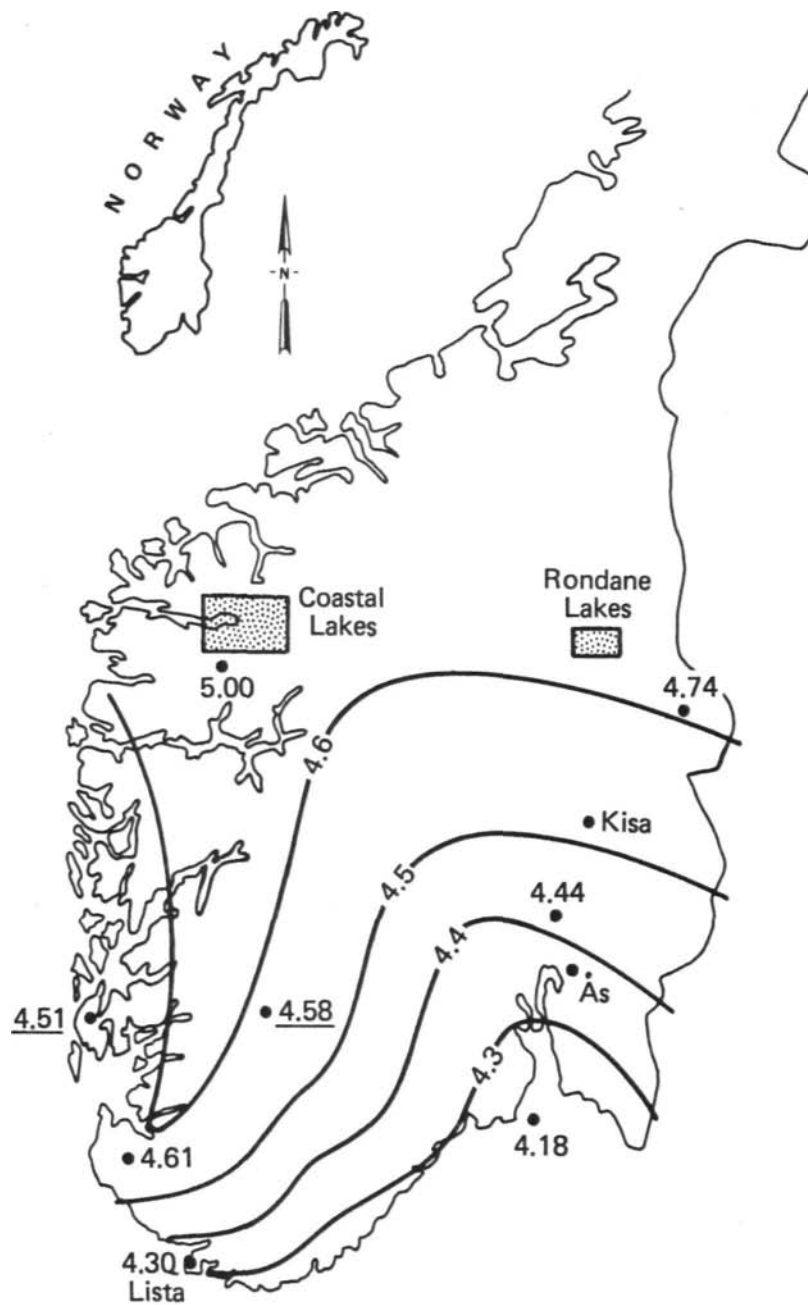 NORWAY
-N-
Coastal
Lakes
Rondane
Lakes
5.00
4.74
4.6
Kisa
4.5
4.44
4.4
Ås
4.51
4.58
4.3
4.18
4.61
4.30
Lista